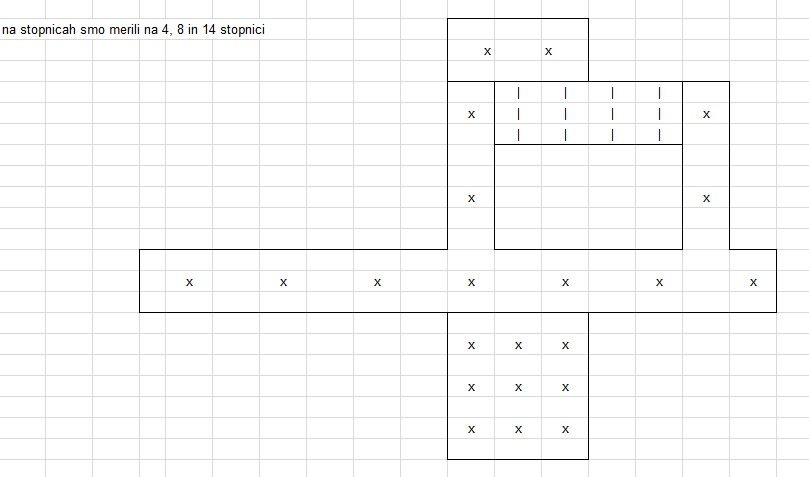 na stopnicah smo merili na 4, 8 in 14 stopnici
x x
| | | |
x | | | | x
| | | |
x x
x x x x x x x
x x x
x x x
x x x